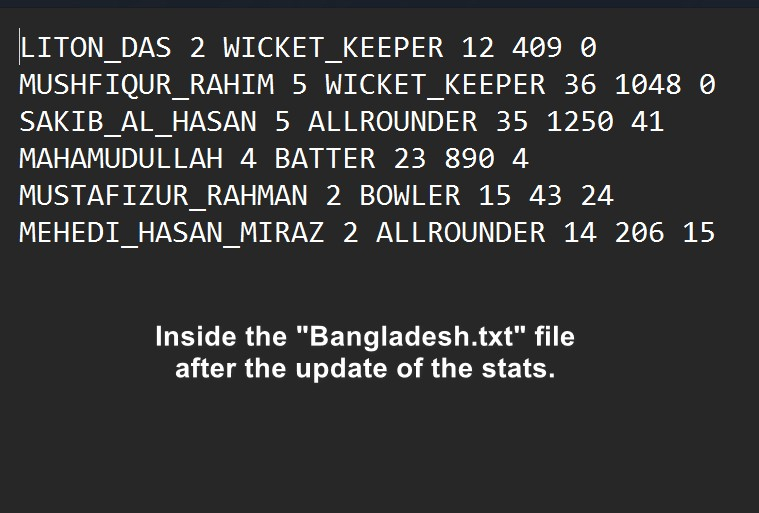 LITON_DAS 2 WICKET_KEEPER 12 409 0
MUSHFIQUR_RAHIM 5 WICKET_KEEPER 36 1048 0
SAKIB_AL_HASAN 5 ALLROUNDER 35 1250 41
MAHAMUDULLAH 4 BATTER 23 890 4
MUSTAFIZUR_RAHMAN 2 BOWLER 15 43 24
MEHEDI_HASAN_MIRAZ 2 ALLROUNDER 14 206 15
Inside the "Bangladesh.txt" file
after the update of the stats.